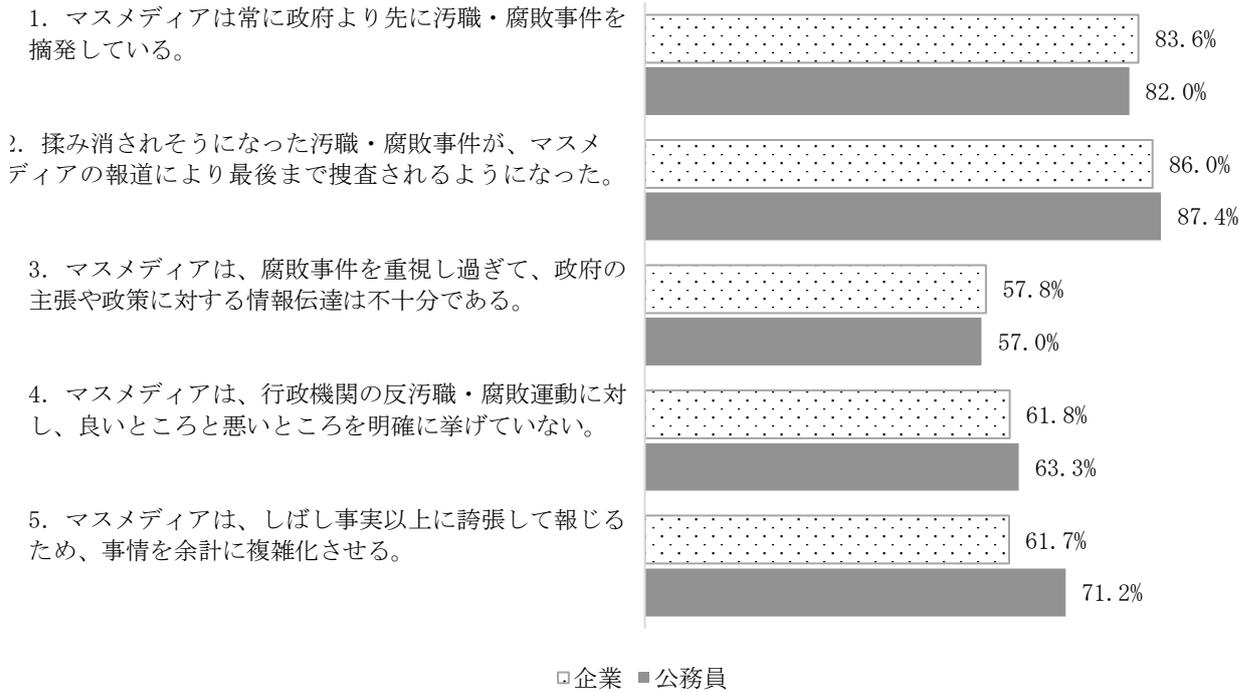 1. マスメディアは常に政府より先に汚職・腐敗事件を
摘発している。
83.6%
82.0%
2. 揉み消されそうになった汚職・腐敗事件が、マスメ
ディアの報道により最後まで捜査されるようになった。
86.0%
87.4%
3. マスメディアは、腐敗事件を重視し過ぎて、政府の
主張や政策に対する情報伝達は不十分である。
57.8%
57.0%
4. マスメディアは、行政機関の反汚職・腐敗運動に対
し、良いところと悪いところを明確に挙げていない。
61.8%
63.3%
5. マスメディアは、しばし事実以上に誇張して報じる
ため、事情を余計に複雑化させる。
61.7%
71.2%
企業 公務員